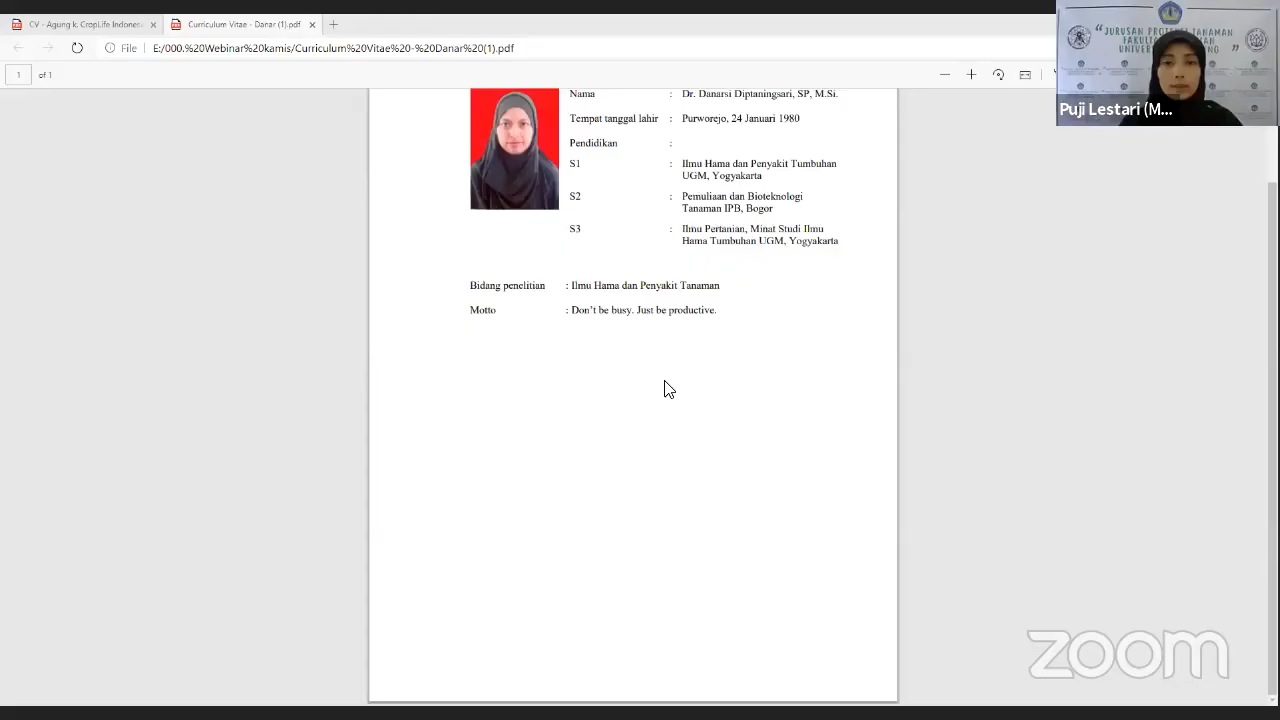 CV - Agung k. CropLife Indones
Curriculum Vitae - Danar (1).pdf
File
E:/000.%20Webinar%20kamis/Curriculum%20Vitae%20-%20Danar%20(1).pdf
1 of 1
Nama : Dr. Danarsi Diptaningsari, SP, M.Si.
Tempat tanggal lahir : Purworejo, 24 Januari 1980
Pendidikan :
S1 : Ilmu Hama dan Penyakit Tumbuhan
UGM, Yogyakarta
S2 : Pemuliaan dan Bioteknologi
Tanaman IPB, Bogor
S3 : Ilmu Pertanian, Minat Studi Ilmu
Hama Tumbuhan UGM, Yogyakarta
Bidang penelitian : Ilmu Hama dan Penyakit Tanaman
Motto : Don't be busy. Just be productive.
JURUSAN PROTEKSI TANAMAN
Puji Lestari (M...
zoom